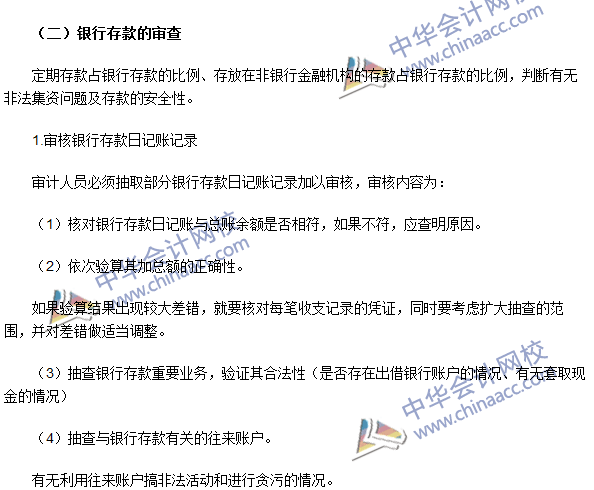 （二）银行存款的审查
定期存款占银行存款的比例、存放在非银行金融机构的存款占银行存款的比例，判断有无
非法集资问题及存款的安全性。
1.审核银行存款日记账记录
审计人员必须抽取部分银行存款日记账记录加以审核，审核内容为：
（1）核对银行存款日记账与总账余额是否相符，如果不符，应查明原因。
（2）依次验算其加总额的正确性。
如果验算结果出现较大差错，就要核对每笔收支记录的凭证，同时要考虑扩大抽查的范
围，并对差错做适当调整。
（3）抽查银行存款重要业务，验证其合法性（是否存在出借银行账户的情况、有无套取现
金的情况）
（4）抽查与银行存款有关的往来账户。
有无利用往来账户搞非法活动和进行贪污的情况。
中华会计网校
www.chinaacc.com
中华会计网校
www.chinaacc.com
中华会计网校
www.chinaacc.com